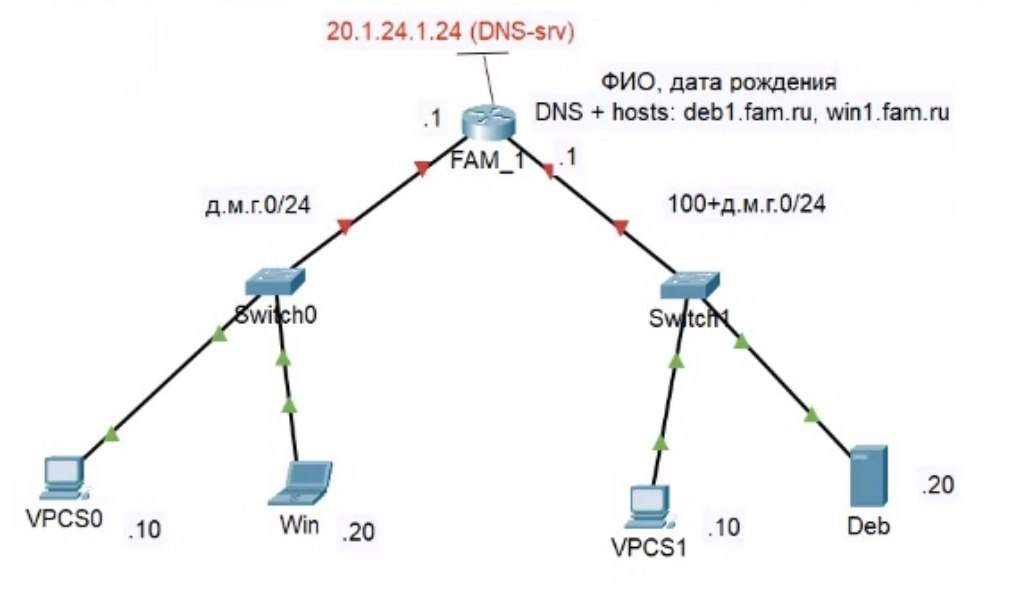 20.1.24.1.24 (DNS-srv)
ФИО, дата рождения
DNS + hosts: deb1.fam.ru, win1.fam.ru
.1
FAM_1
.1
д.м.г.0/24
100+д.м.г.0/24
Switch0
Switch1
VPCS0
.10
Win
.20
VPCS1
.10
Deb
.20